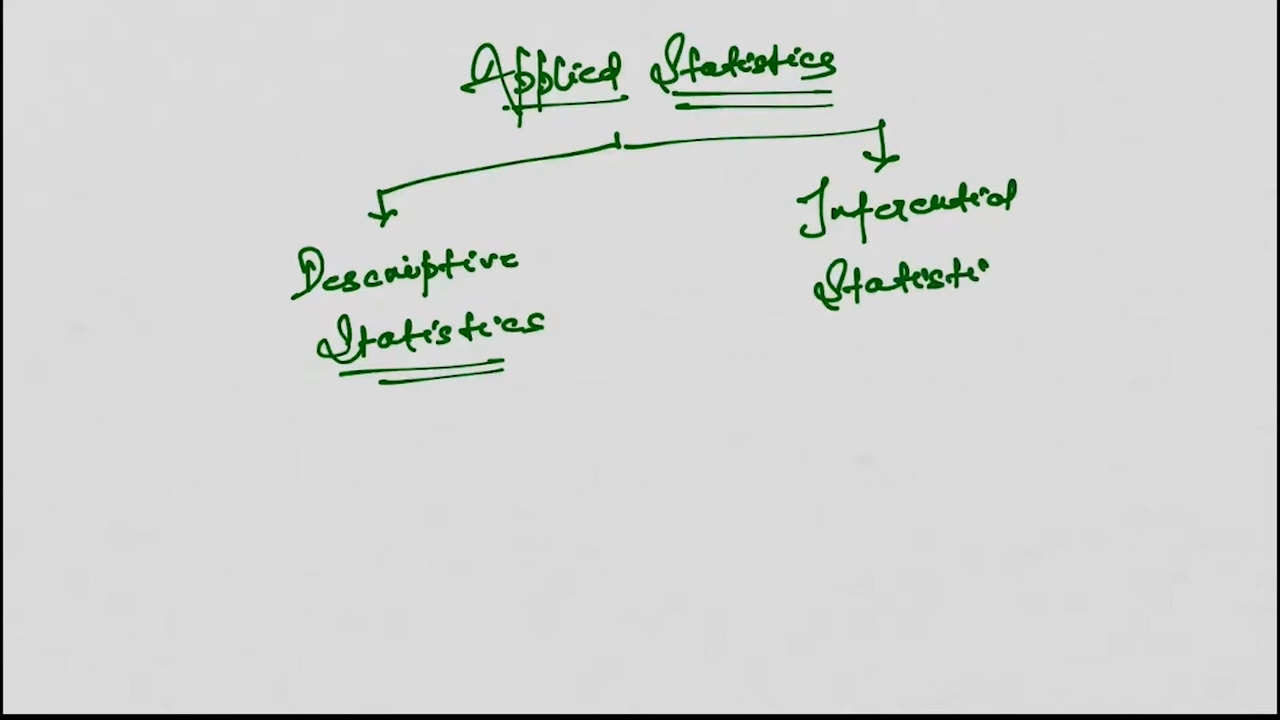 Applied Statistics
Descriptive
Statistics
Inferential
Statisti